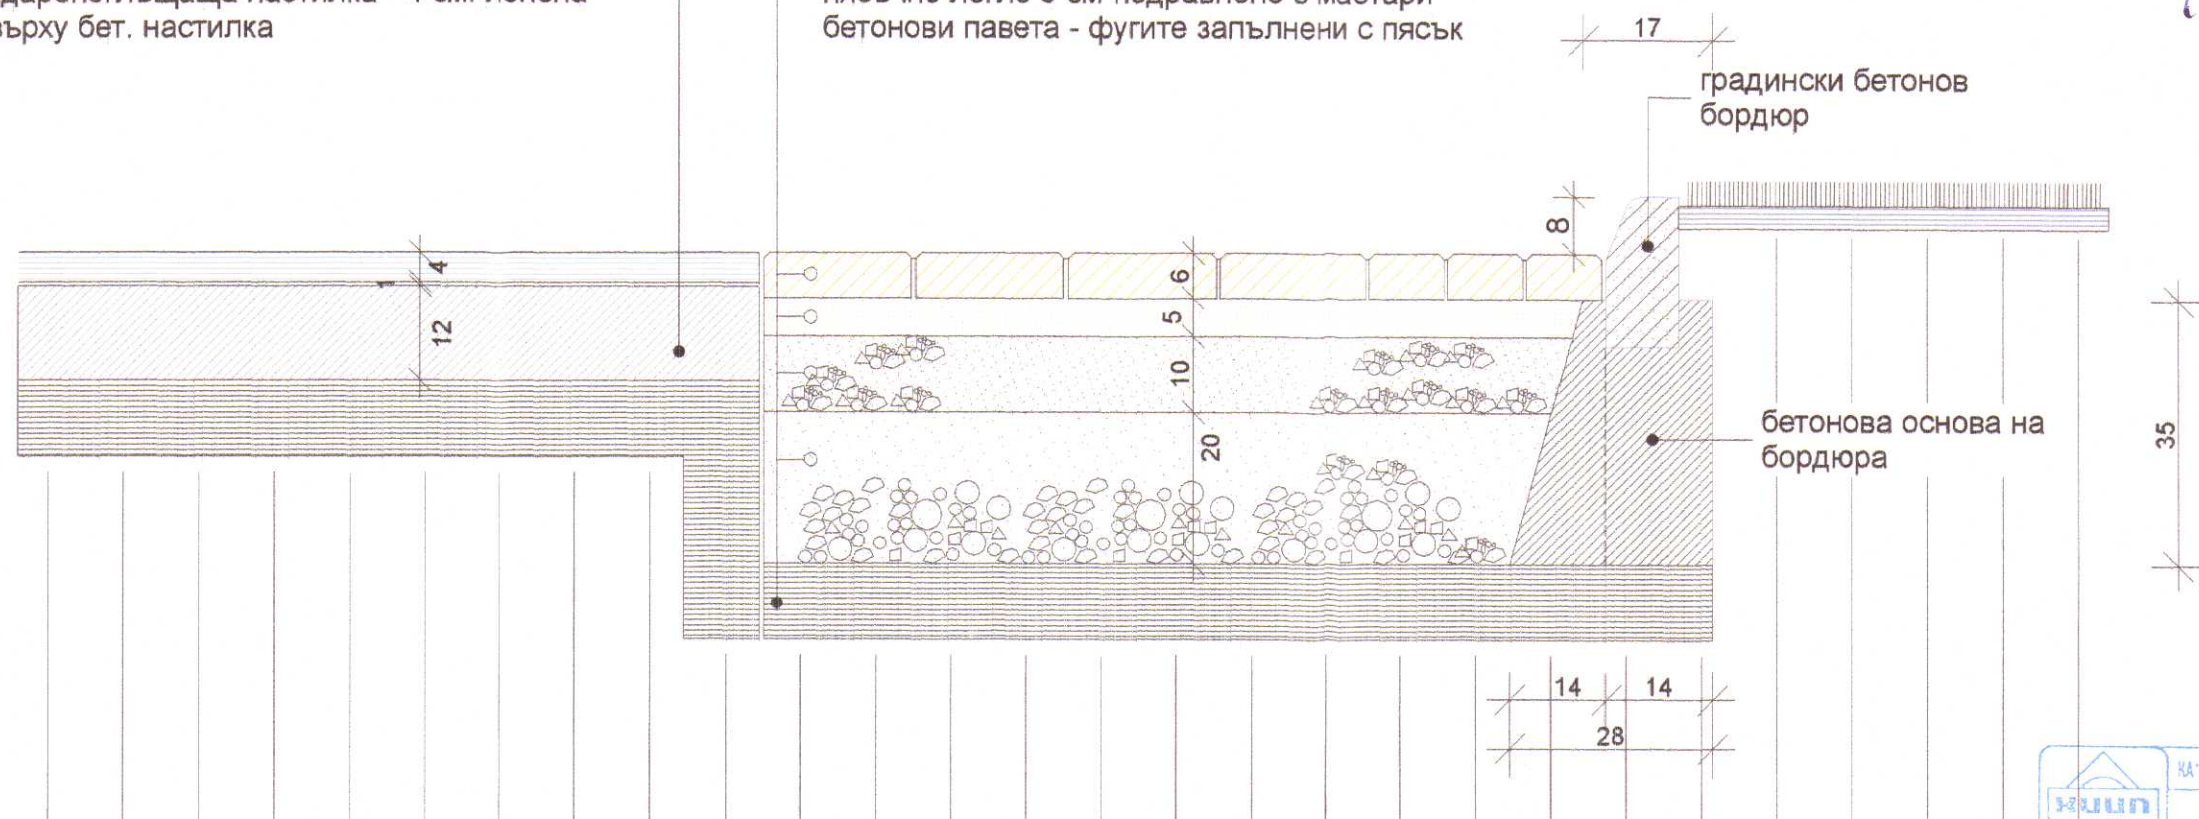 върху бет. настилка
бетонови павета - фугите запълнени с пясък
17
градински бетонов
бордюр
8
4
1
12
6
5
10
20
бетонова основа на
бордюра
35
14
14
28
КИИП